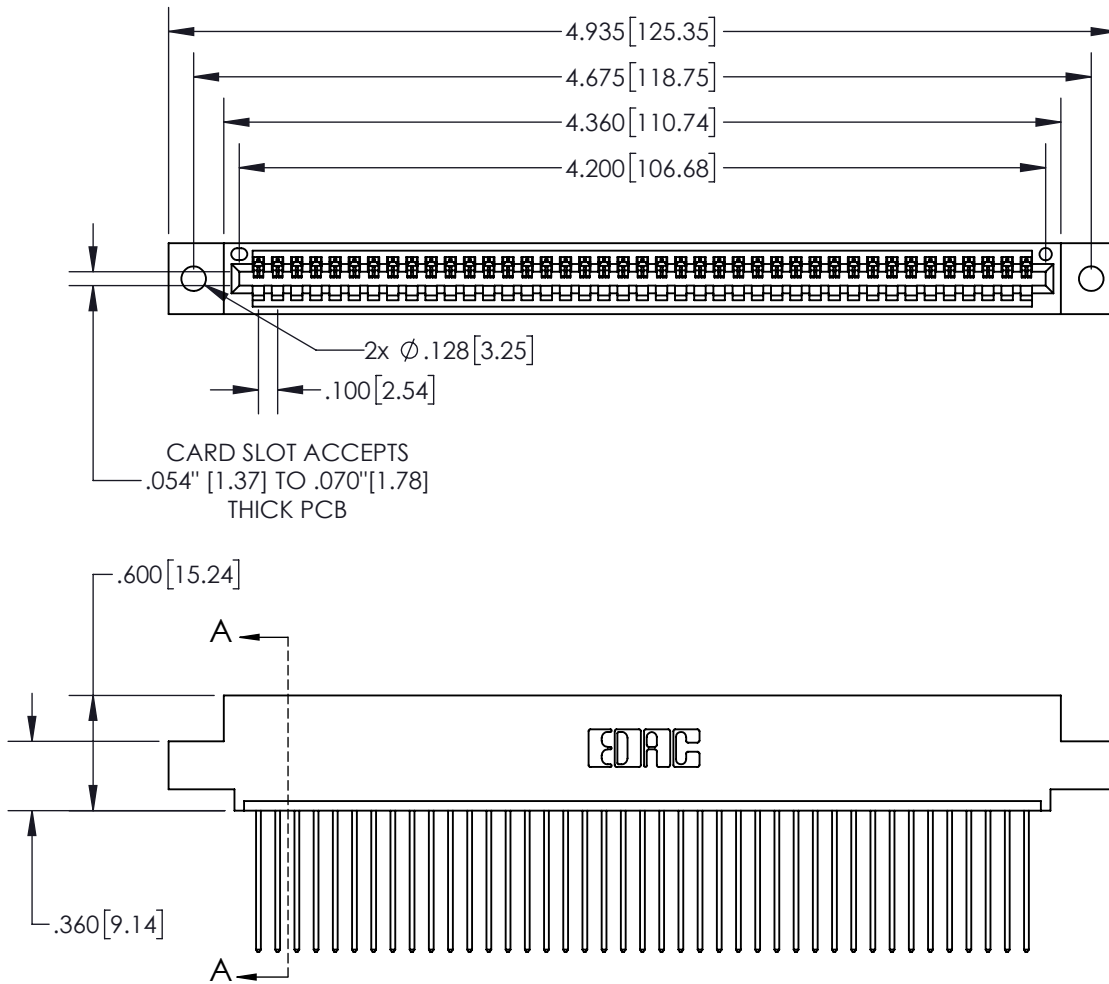 4.935[125.35]
4.675[118.75]
4.360[110.74]
4.200[106.68]
2x ∅.128[3.25]
.100[2.54]
CARD SLOT ACCEPTS
.054" [1.37] TO .070"[1.78]
THICK PCB
.600[15.24]
A
EDAC
.360[9.14]
A